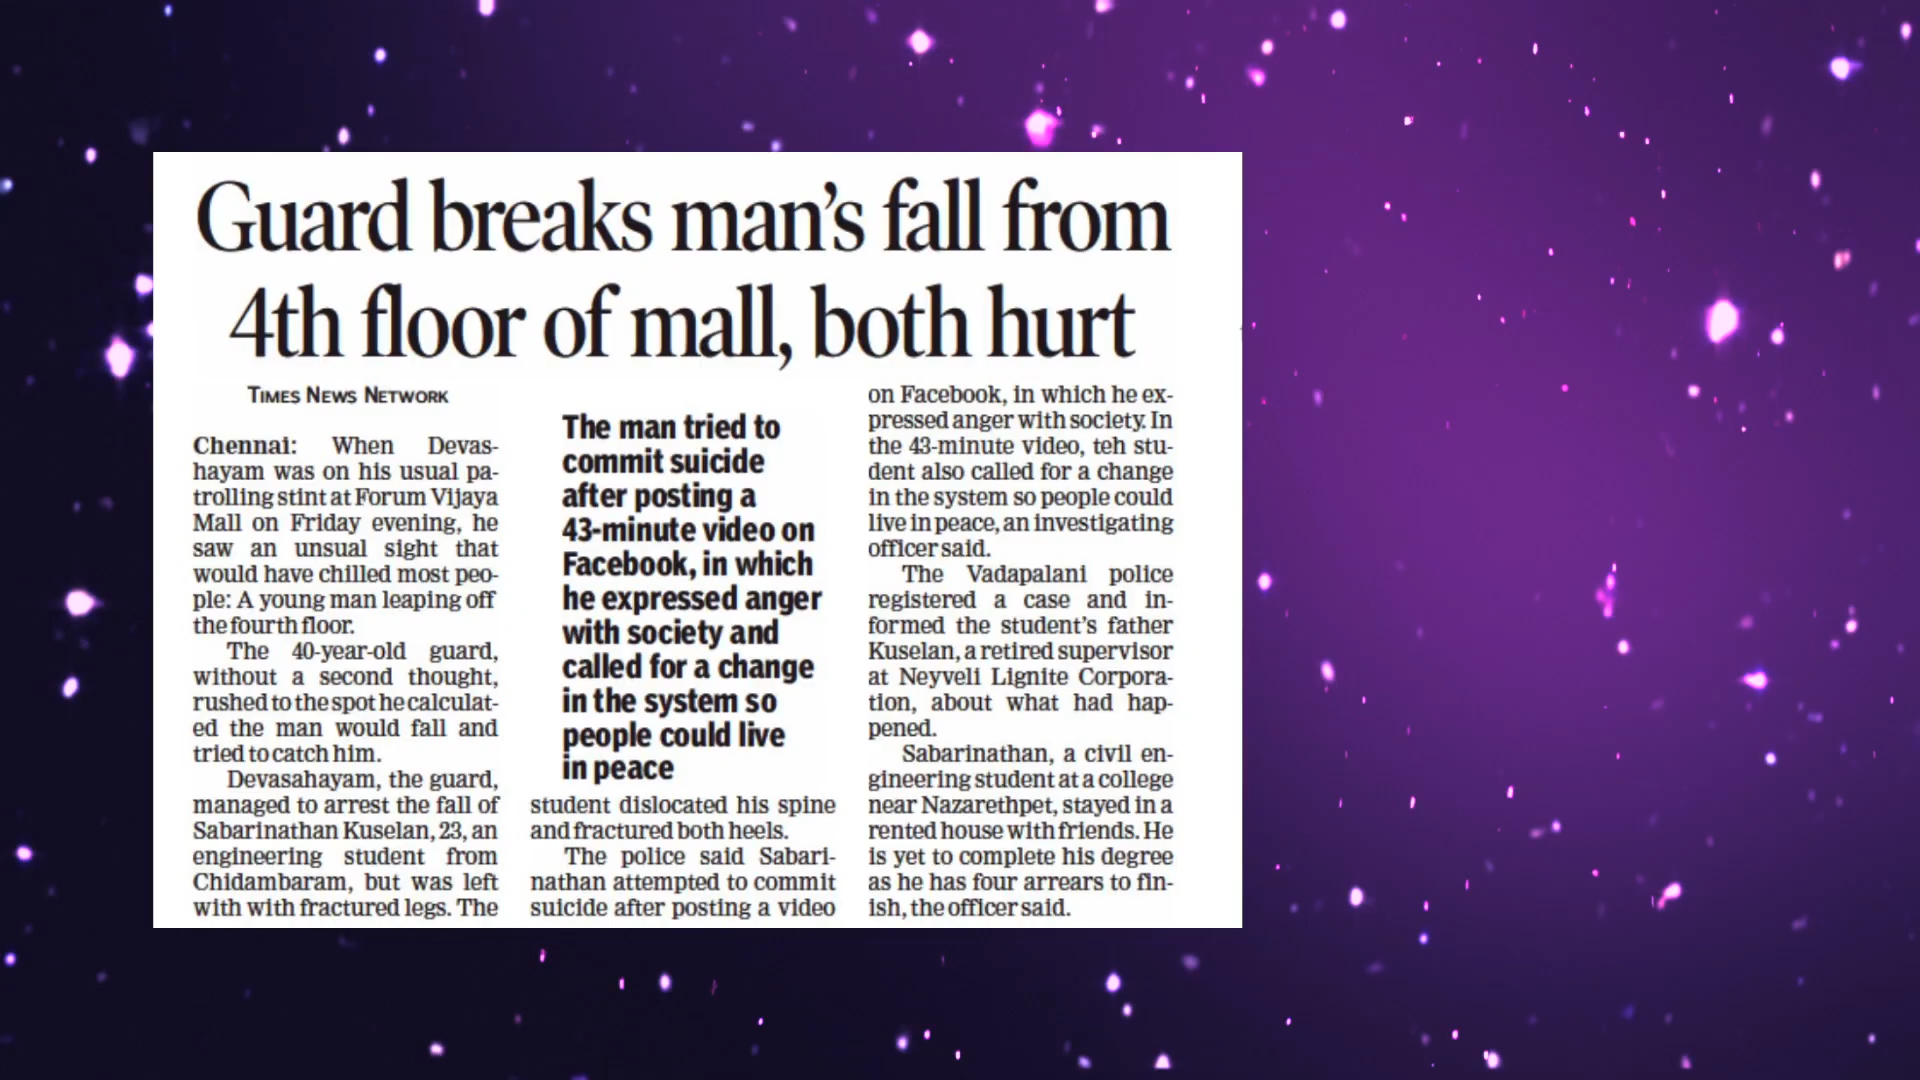 Guard breaks man's fall from
4th floor of mall, both hurt
TIMES NEWS NETWORK
Chennai: When Devas-
hayam was on his usual pa-
trolling stint at Forum Vijaya
Mall on Friday evening, he
saw an unsual sight that
would have chilled most peo-
ple: A young man leaping off
the fourth floor.
The 40-year-old guard,
without a second thought,
rushed to the spot he calculat-
ed the man would fall and
tried to catch him.
Devasahayam, the guard,
managed to arrest the fall of
Sabarinathan Kuselan, 23, an
engineering student from
Chidambaram, but was left
with with fractured legs. The
The man tried to
commit suicide
after posting a
43-minute video on
Facebook, in which
he expressed anger
with society and
called for a change
in the system so
people could live
in peace
student dislocated his spine
and fractured both heels.
The police said Sabari-
nathan attempted to commit
suicide after posting a video
on Facebook, in which he ex-
pressed anger with society. In
the 43-minute video, teh stu-
dent also called for a change
in the system so people could
live in peace, an investigating
officer said.
The Vadapalani police
registered a case and in-
formed the student's father
Kuselan, a retired supervisor
at Neyveli Lignite Corpora-
tion, about what had hap-
pened.
Sabarinathan, a civil en-
gineering student at a college
near Nazarethpet, stayed in a
rented house with friends. He
is yet to complete his degree
as he has four arrears to fin-
ish, the officer said.